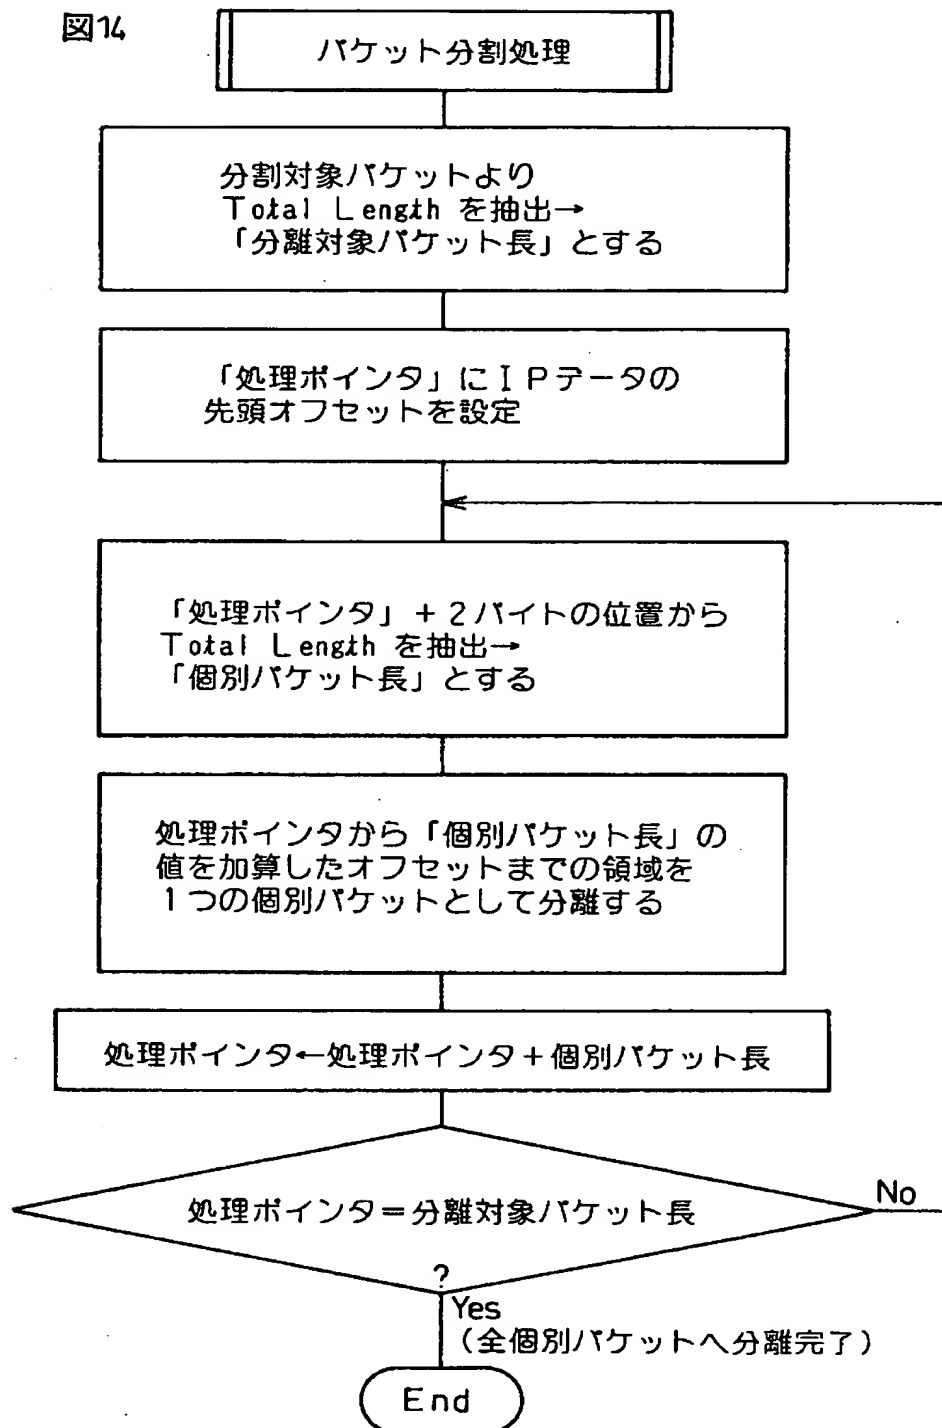 図14
パケット分割処理
分割対象パケットより
Total Length を抽出→
「分離対象パケット長」とする
「処理ポインタ」にIPデータの
先頭オフセットを設定
「処理ポインタ」+2バイトの位置から
Total Length を抽出→
「個別パケット長」とする
処理ポインタから「個別パケット長」の
値を加算したオフセットまでの領域を
1つの個別パケットとして分離する
処理ポインタ←処理ポインタ+個別パケット長
処理ポインタ=分離対象パケット長
?
No
Yes
(全個別パケットへ分離完了)
End